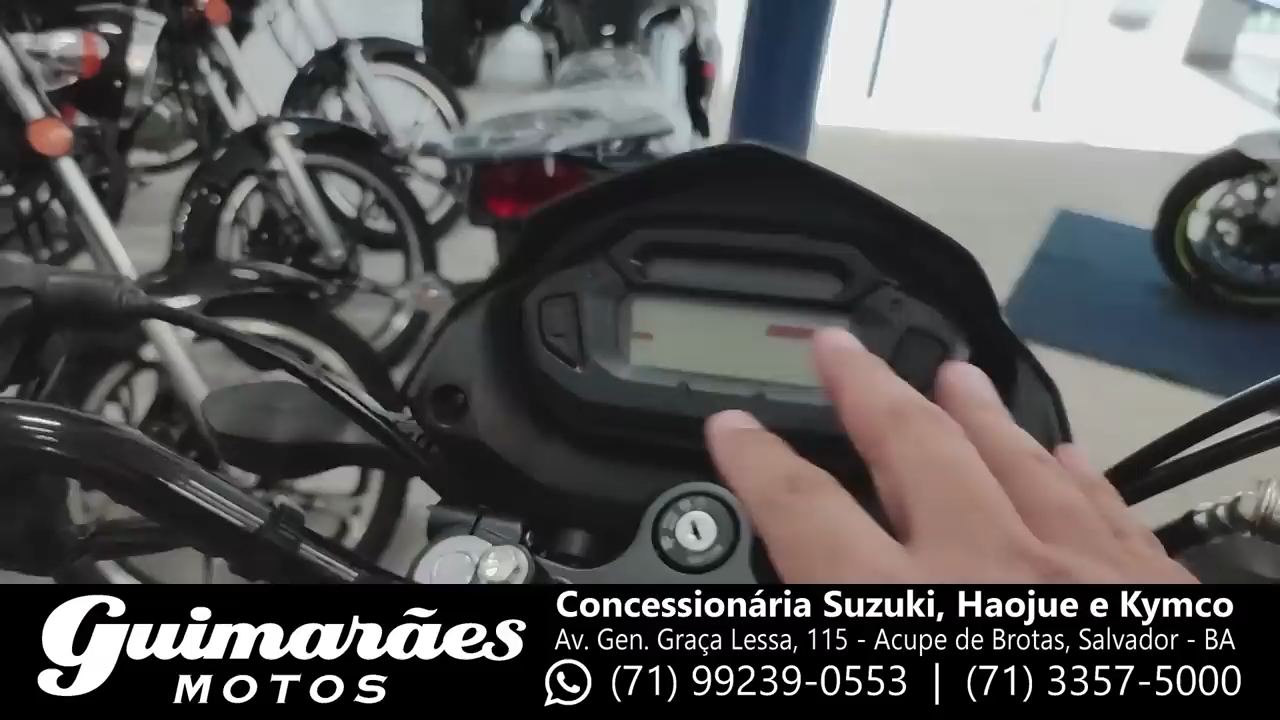 Guimarães
MOTOS
Concessionária Suzuki, Haojue e Kymco
Av. Gen. Graça Lessa, 115 - Acupe de Brotas, Salvador - BA
(71) 99239-0553 | (71) 3357-5000